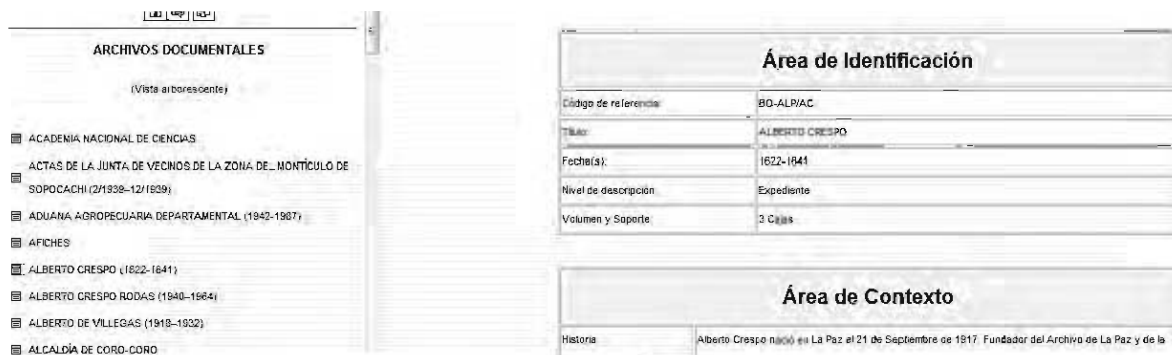 ARCHIVOS DOCUMENTALES
(Vista arborescente)
ACADEMIA NACIONAL DE CIENCIAS
ACTAS DE LA JUNTA DE VECINOS DE LA ZONA DEL MONTÍCULO DE
SOPOCACHI (2/1939–12/1939)
ADUANA AGROPECUARIA DEPARTAMENTAL (1942-1967)
AFICHES
ALBERTO CRESPO (1622-1641)
ALBERTO CRESPO RODAS (1940–1964)
ALBERTO DE VILLEGAS (1918–1932)
ALCALDÍA DE CORO-CORO
Área de Identificación
Código de referencia: BO-ALP/AC
Título: ALBERTO CRESPO
Fecha(s): 1622-1641
Nivel de descripción Expediente
Volumen y Soporte 3 Cajas
Área de Contexto
Historia Alberto Crespo nació en La Paz el 21 de Septiembre de 1917. Fundador del Archivo de La Paz y de la